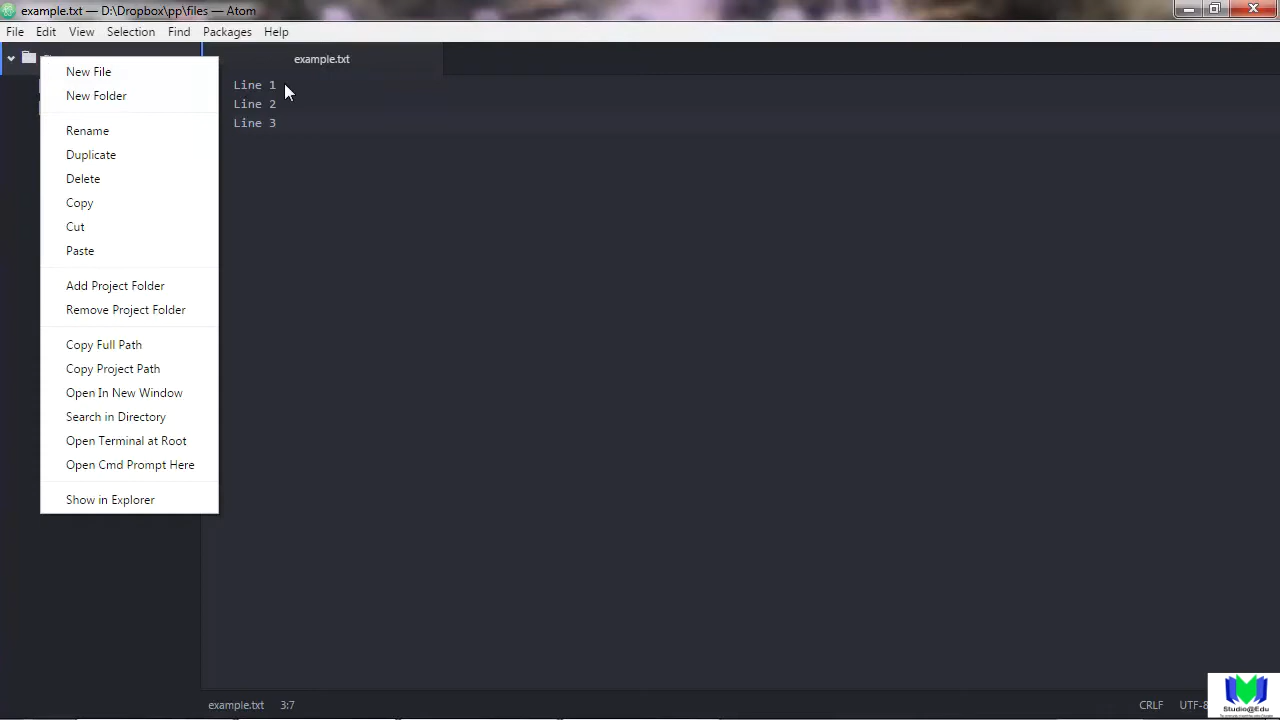 example.txt — D:\Dropbox\pp\files — Atom
File Edit View Selection Find Packages Help
example.txt
New File
New Folder
Rename
Duplicate
Delete
Copy
Cut
Paste
Add Project Folder
Remove Project Folder
Copy Full Path
Copy Project Path
Open In New Window
Search in Directory
Open Terminal at Root
Open Cmd Prompt Here
Show in Explorer
Line 1
Line 2
Line 3
example.txt 3:7 CRLF UTF-8
Studio@Edu